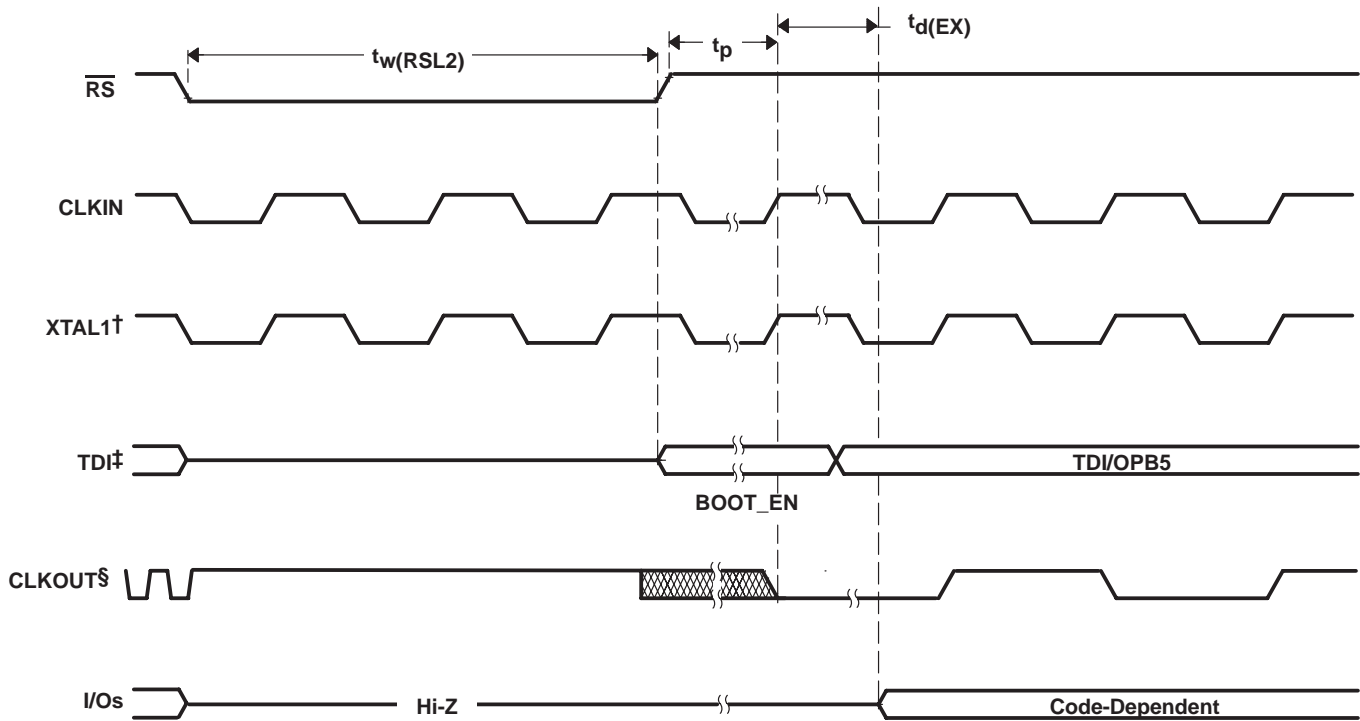 td(EX)
tw(RSL2)
tp
RS
CLKIN
XTAL1†
TDI‡
TDI/OPB5
BOOT_EN
CLKOUT§
I/Os
Hi-Z
Code-Dependent